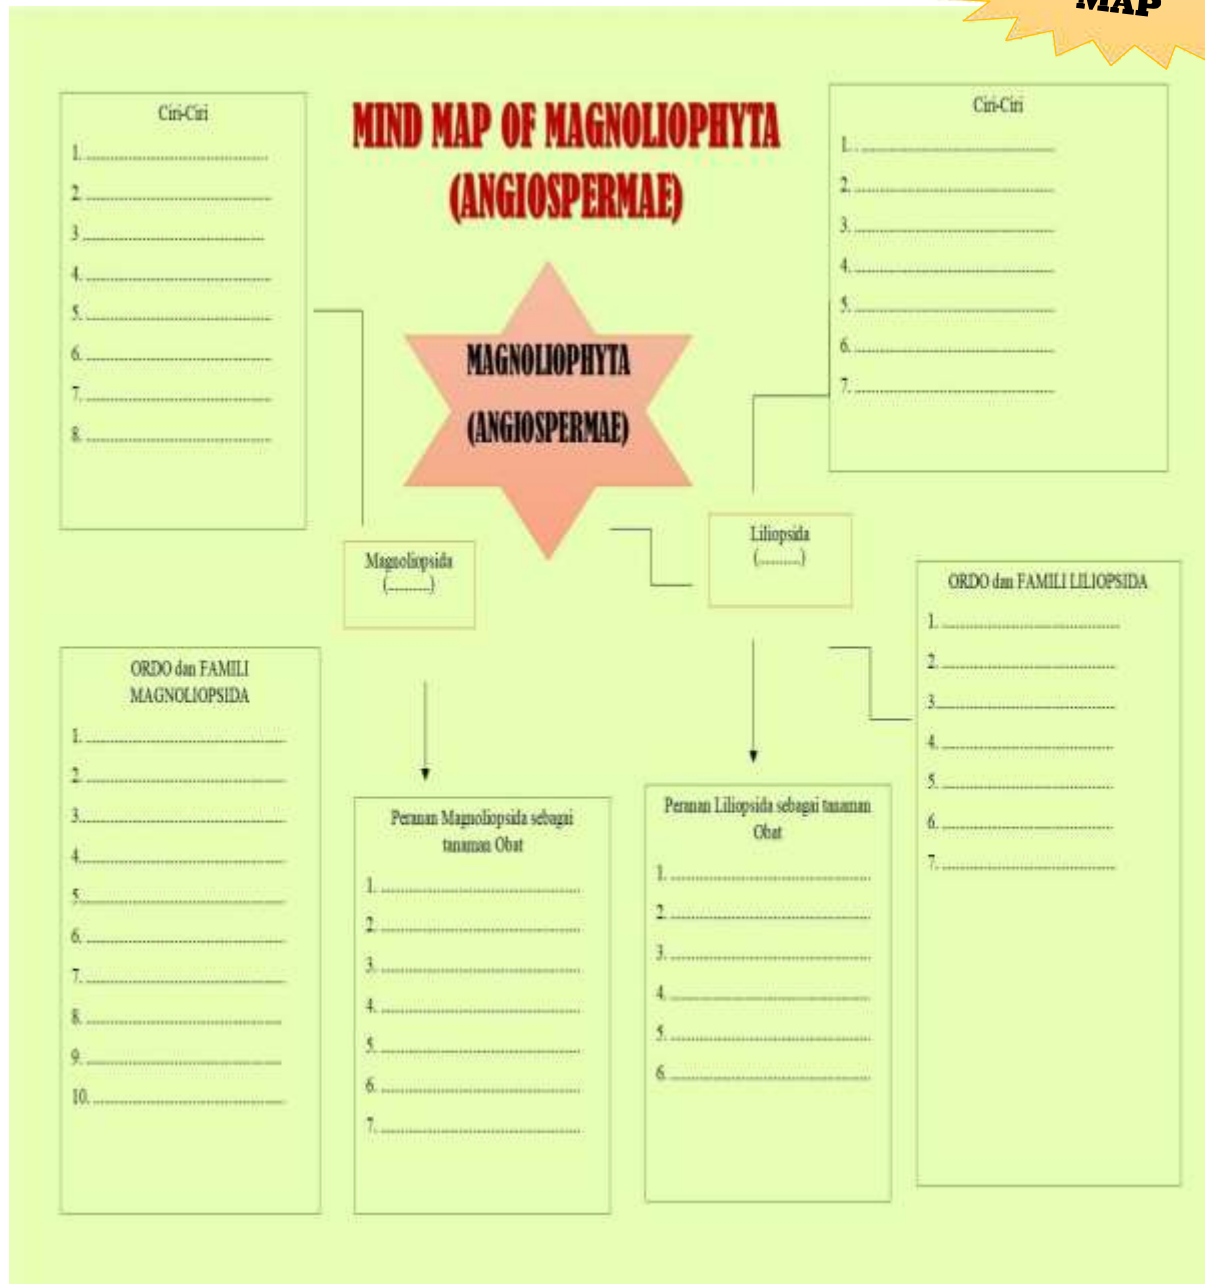 MAP
MIND MAP OF MAGNOLIOPHYTA
(ANGIOSPERMAE)
Ciri-Ciri
1. ...............
2. ...............
3 ...............
4. ...............
5. ...............
6. ...............
7. ...............
8. ...............
Ciri-Ciri
1. . ...............
2. ...............
3. ...............
4. ...............
5. ...............
6. ...............
7. ...............
MAGNOLIOPHYTA
(ANGIOSPERMAE)
Magnoliopsida
(..........)
Liliopsida
(..........)
ORDO dan FAMILI
MAGNOLIOPSIDA
1. ...............
2. ...............
3. ...............
4. ...............
5. ...............
6. ...............
7. ...............
8. ...............
9. ...............
10. ...............
Peranan Magnoliopsida sebagai
tanaman Obat
1. ...............
2. ...............
3. ...............
4. ...............
5. ...............
6. ...............
7. ...............
Peranan Liliopsida sebagai tanaman
Obat
1. ...............
2. ...............
3. ...............
4. ...............
5. ...............
6. ...............
ORDO dan FAMILI LILIOPSIDA
1. ...............
2. ...............
3. ...............
4. ...............
5. ...............
6. ...............
7. ...............